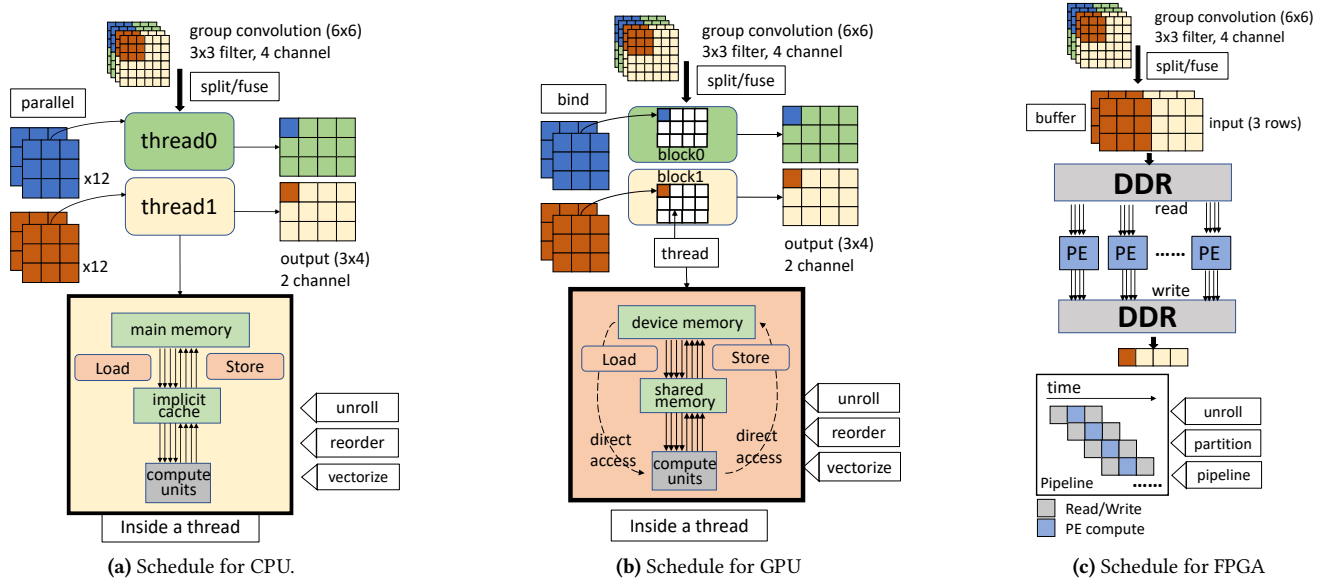 group convolution (6x6)
3x3 filter, 4 channel
split/fuse
parallel
thread0
x12
thread1
x12
output (3x4)
2 channel
main memory
Load
Store
implicit
cache
compute
units
unroll
reorder
vectorize
Inside a thread
(a) Schedule for CPU.
group convolution (6x6)
3x3 filter, 4 channel
split/fuse
bind
block0
block1
thread
output (3x4)
2 channel
device memory
Load
Store
shared
memory
direct
access
direct
access
compute
units
unroll
reorder
vectorize
Inside a thread
(b) Schedule for GPU
group convolution (6x6)
3x3 filter, 4 channel
split/fuse
buffer
input (3 rows)
DDR
read
PE
PE
......
PE
write
DDR
time
unroll
partition
pipeline
Pipeline
......
Read/Write
PE compute
(c) Schedule for FPGA